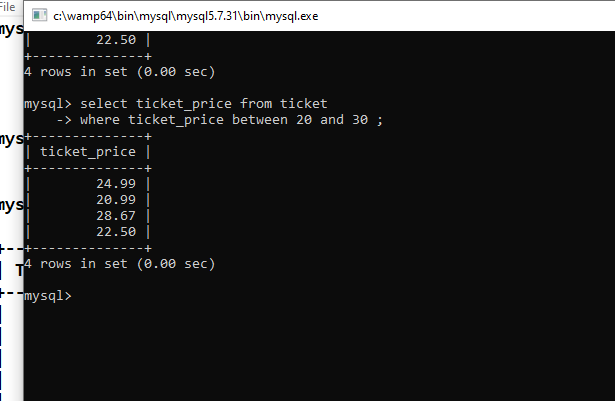 File
c:\wamp64\bin\mysql\mysql5.7.31\bin\mysql.exe
mys
|        22.50 |
+--------------+
4 rows in set (0.00 sec)
mysql> select ticket_price from ticket
    -> where ticket_price between 20 and 30 ;
mys
+--------------+
| ticket_price |
+--------------+
|        24.99 |
|        20.99 |
mys
|        28.67 |
|        22.50 |
+--------------+
+--
4 rows in set (0.00 sec)
| T
+--
mysql>
|
|
|
|